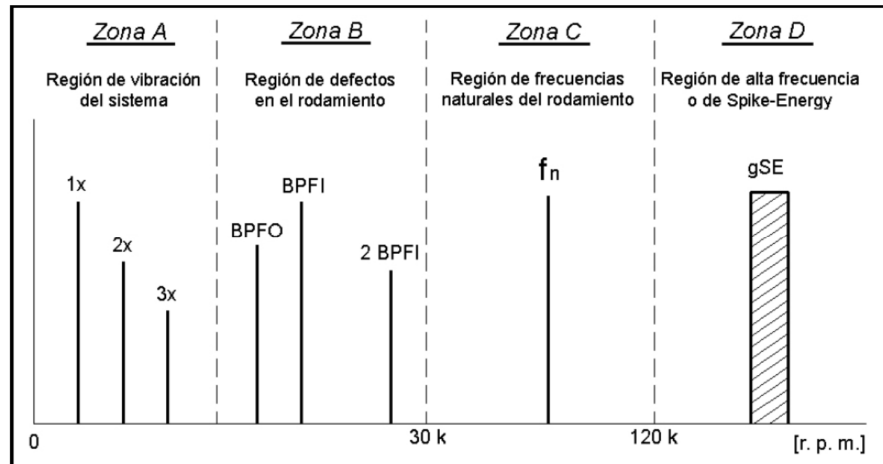 Zona A
Región de vibración
del sistema
Zona B
Región de defectos
en el rodamiento
Zona C
Región de frecuencias
naturales del rodamiento
Zona D
Región de alta frecuencia
o de Spike-Energy
1x
2x
3x
BPFO
BPFI
2 BPFI
fn
gSE
0
30 k
120 k
[r. p. m.]